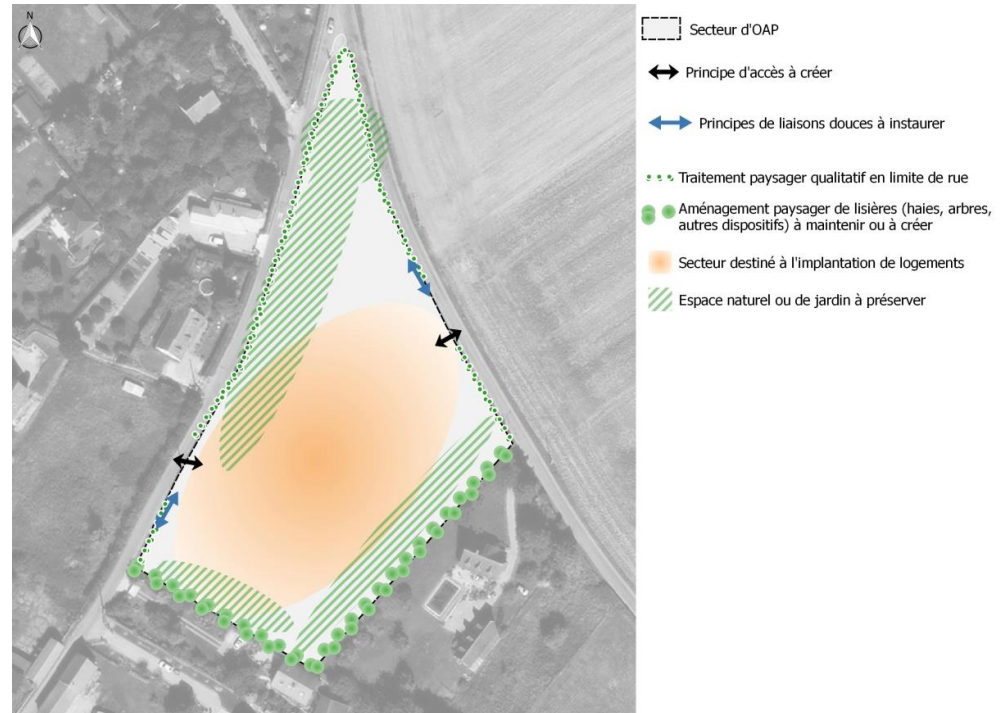 N
Secteur d'OAP
Principe d'accès à créer
Principes de liaisons douces à instaurer
Traitement paysager qualitatif en limite de rue
Aménagement paysager de lisières (haies, arbres,
autres dispositifs) à maintenir ou à créer
Secteur destiné à l'implantation de logements
Espace naturel ou de jardin à préserver